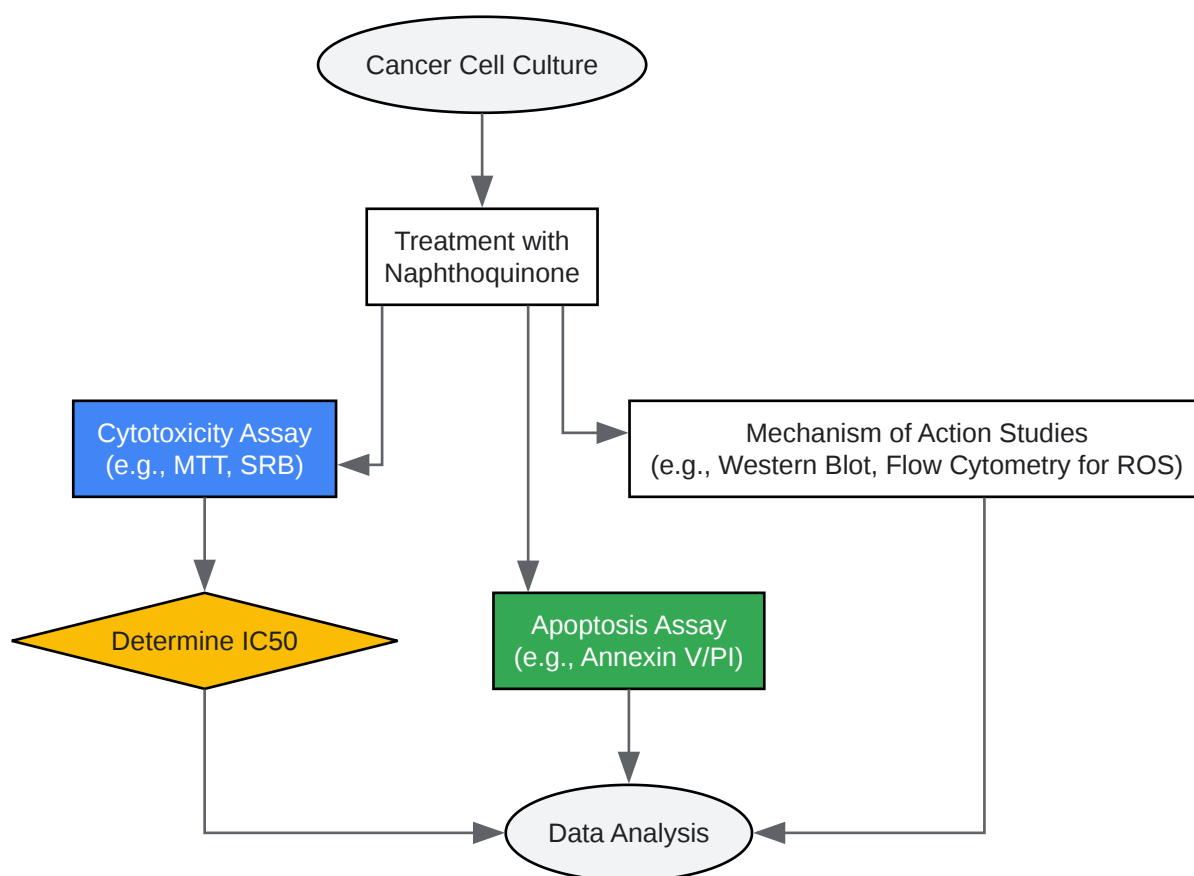 Cancer Cell Culture
Treatment with
Naphthoquinone
Cytotoxicity Assay
(e.g., MTT, SRB)
Mechanism of Action Studies
(e.g., Western Blot, Flow Cytometry for ROS)
Determine IC50
Apoptosis Assay
(e.g., Annexin V/PI)
Data Analysis